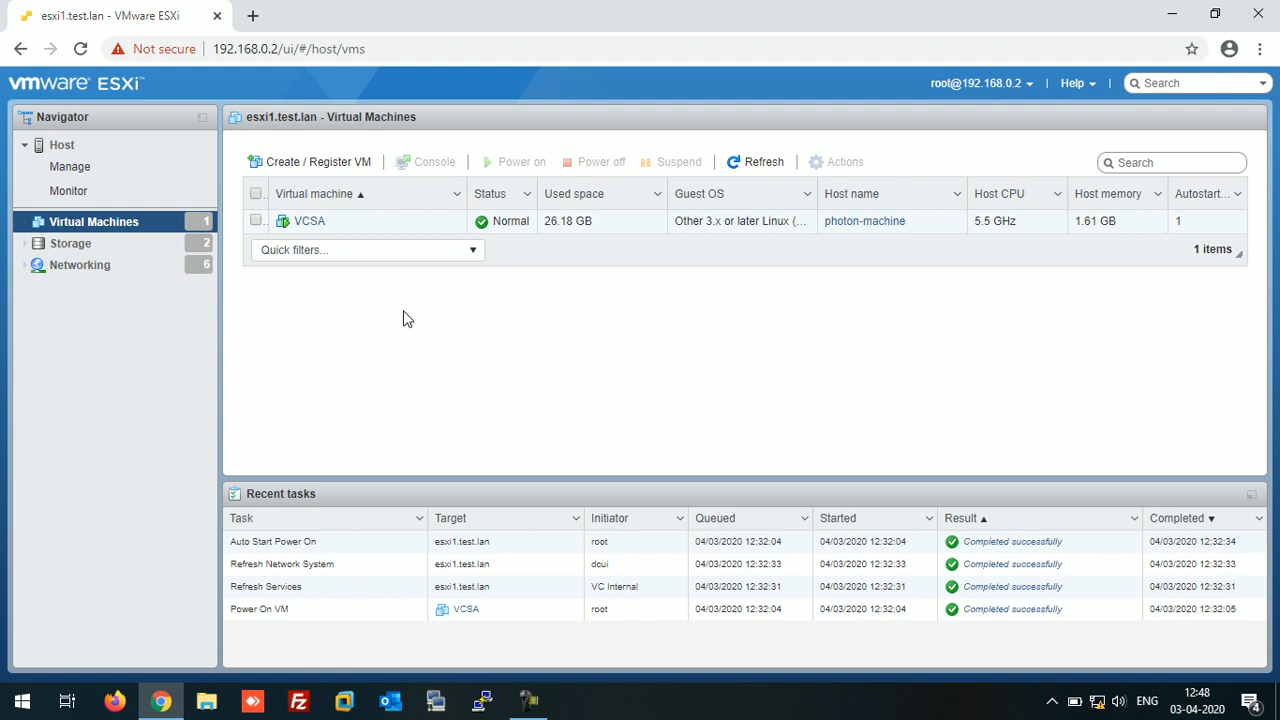 esxi1.test.lan - VMware ESXi
Not secure
192.168.0.2/ui/#/host/vms
vmware ESXi™
root@192.168.0.2
Help
Search
Navigator
Host
Manage
Monitor
Virtual Machines 1
Storage 2
Networking 6
esxi1.test.lan - Virtual Machines
Create / Register VM
Console
Power on
Power off
Suspend
Refresh
Actions
Search
Virtual machine Status Used space Guest OS Host name Host CPU Host memory Autostart...
VCSA Normal 26.18 GB Other 3.x or later Linux (... photon-machine 5.5 GHz 1.61 GB 1
Quick filters...
1 items
Recent tasks
Task Target Initiator Queued Started Result Completed
Auto Start Power On esxi1.test.lan root 04/03/2020 12:32:04 04/03/2020 12:32:04 Completed successfully 04/03/2020 12:32:34
Refresh Network System esxi1.test.lan dcui 04/03/2020 12:32:33 04/03/2020 12:32:33 Completed successfully 04/03/2020 12:32:33
Refresh Services esxi1.test.lan VC Internal 04/03/2020 12:32:31 04/03/2020 12:32:31 Completed successfully 04/03/2020 12:32:31
Power On VM VCSA root 04/03/2020 12:32:04 04/03/2020 12:32:04 Completed successfully 04/03/2020 12:32:05
ENG
12:48
03-04-2020
4